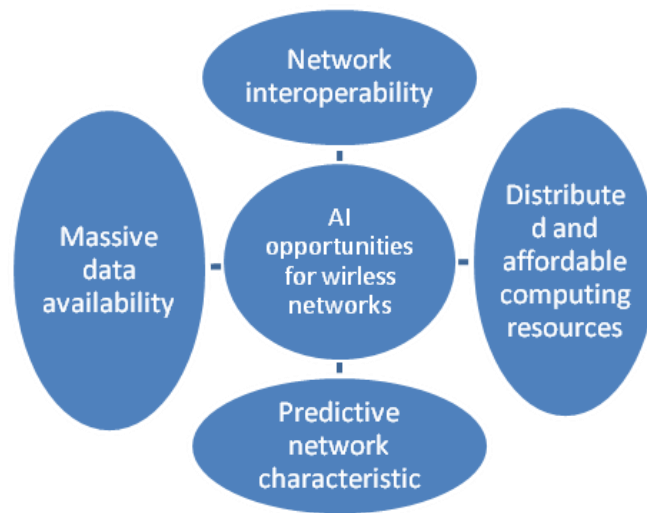 Network
interoperability
Massive
data
availability
AI
opportunities
for wirless
networks
Distribute
d and
affordable
computing
resources
Predictive
network
characteristic